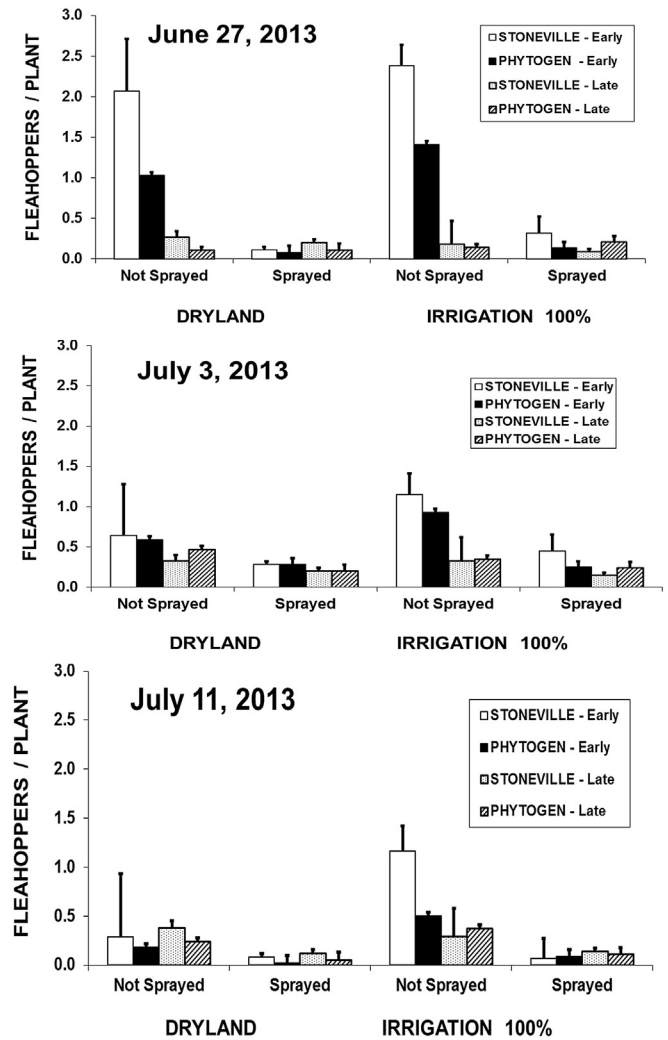 June 27, 2013
FLEAHOPPERS / PLANT
3.0
2.5
2.0
1.5
1.0
0.5
0.0
STONEVILLE - Early
PHYTOGEN - Early
STONEVILLE - Late
PHYTOGEN - Late
Not Sprayed Sprayed Not Sprayed Sprayed
DRYLAND IRRIGATION 100%
July 3, 2013
FLEAHOPPERS / PLANT
3.0
2.5
2.0
1.5
1.0
0.5
0.0
STONEVILLE - Early
PHYTOGEN - Early
STONEVILLE - Late
PHYTOGEN - Late
Not Sprayed Sprayed Not Sprayed Sprayed
DRYLAND IRRIGATION 100%
July 11, 2013
FLEAHOPPERS / PLANT
3.0
2.5
2.0
1.5
1.0
0.5
0.0
STONEVILLE - Early
PHYTOGEN - Early
STONEVILLE - Late
PHYTOGEN - Late
Not Sprayed Sprayed Not Sprayed Sprayed
DRYLAND IRRIGATION 100%